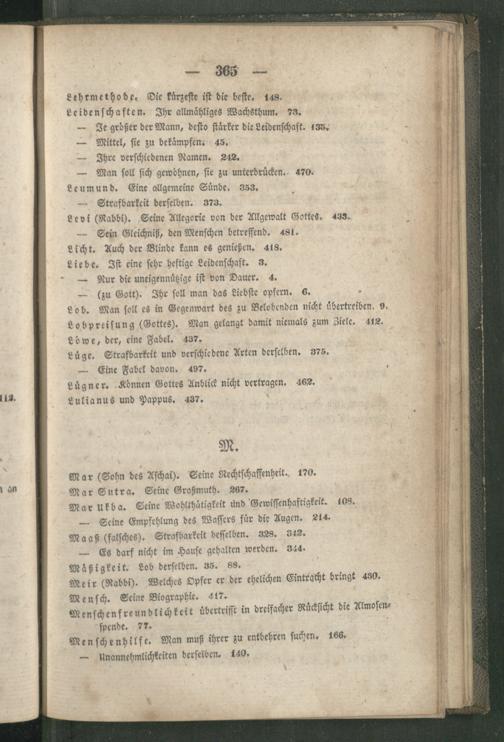 — 365 —
Lehrmethode. Die kürzeste ist die beste. 148.
Leidenschaften. Ihr allmähliges Wachsthum. 73.
— Je größer der Mann, desto stärker die Leidenschaft. 135.
— Mittel, sie zu bekämpfen. 45.
— Ihre verschiedenen Namen. 242.
— Man soll sich gewöhnen, sie zu unterdrücken. 470.
Leumund. Eine allgemeine Sünde. 353.
— Strafbarkeit derselben. 373.
Levi (Rabbi). Seine Allegorie von der Allgewalt Gottes. 433.
— Sein Gleichniß, den Menschen betreffend. 481.
Licht. Auch der Blinde kann es genießen. 418.
Liebe. Ist eine sehr heftige Leidenschaft. 3.
— Nur die uneigennützige ist von Dauer. 4.
— (zu Gott). Ihr soll man das Liebste opfern. 6.
Lob. Man soll es in Gegenwart des zu Belobenden nicht übertreiben. 9.
Lobpreisung (Gottes). Man gelangt damit niemals zum Ziele. 412.
Löwe, der, eine Fabel. 437.
Lüge. Strafbarkeit und verschiedene Arten derselben. 375.
— Eine Fabel davon. 497.
Lügner. Können Gottes Anblick nicht vertragen. 462.
Lulianus und Pappus. 437.
M.
Mar (Sohn des Aschai). Seine Rechtschaffenheit. 170.
Mar Sutra. Seine Großmuth. 267.
Mar Ukba. Seine Wohlthätigkeit und Gewissenhaftigkeit. 108.
— Seine Empfehlung des Wassers für die Augen. 214.
Maaß (falsches). Strafbarkeit desselben. 328. 342.
— Es darf nicht im Hause gehalten werden. 344.
Mäßigkeit. Lob derselben. 35. 88.
Meir (Rabbi). Welches Opfer er der ehelichen Eintracht bringt 430.
Mensch. Seine Biographie. 417.
Menschenfreundlichkeit übertrifft in dreifacher Rücksicht die Almosen-
spende. 77.
Menschenhilfe. Man muß ihrer zu entbehren suchen. 166.
— Unannehmlichkeiten derselben. 140.
112.